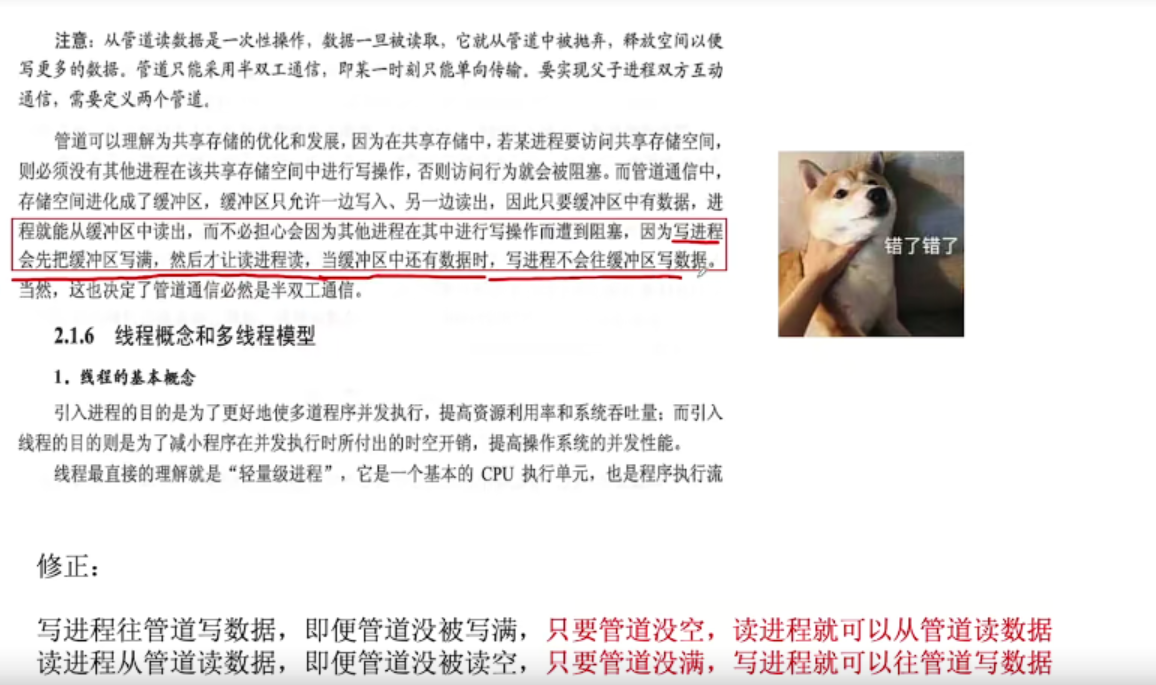 注意：从管道读数据是一次性操作，数据一旦被读取，它就从管道中被抛弃，释放空间以便
写更多的数据。管道只能采用半双工通信，即某一时刻只能单向传输。要实现父子进程双方互动
通信，需要定义两个管道。
管道可以理解为共享存储的优化和发展，因为在共享存储中，若某进程要访问共享存储空间，
则必须没有其他进程在该共享存储空间中进行写操作，否则访问行为就会被阻塞。而管道通信中，
存储空间进化成了缓冲区，缓冲区只允许一边写入、另一边读出，因此只要缓冲区中有数据，进
程就能从缓冲区中读出，而不必担心会因为其他进程在其中进行写操作而遭到阻塞，因为写进程
会先把缓冲区写满，然后才让读进程读，当缓冲区中还有数据时，写进程不会往缓冲区写数据。
当然，这也决定了管道通信必然是半双工通信。
错了错了
2.1.6 线程概念和多线程模型
1．线程的基本概念
引入进程的目的是为了更好地使多道程序并发执行，提高资源利用率和系统吞吐量；而引入
线程的目的则是为了减小程序在并发执行时所付出的时空开销，提高操作系统的并发性能。
线程最直接的理解就是“轻量级进程”，它是一个基本的 CPU 执行单元，也是程序执行流
修正：
写进程往管道写数据，即便管道没被写满，只要管道没空，读进程就可以从管道读数据
读进程从管道读数据，即便管道没被读空，只要管道没满，写进程就可以往管道写数据